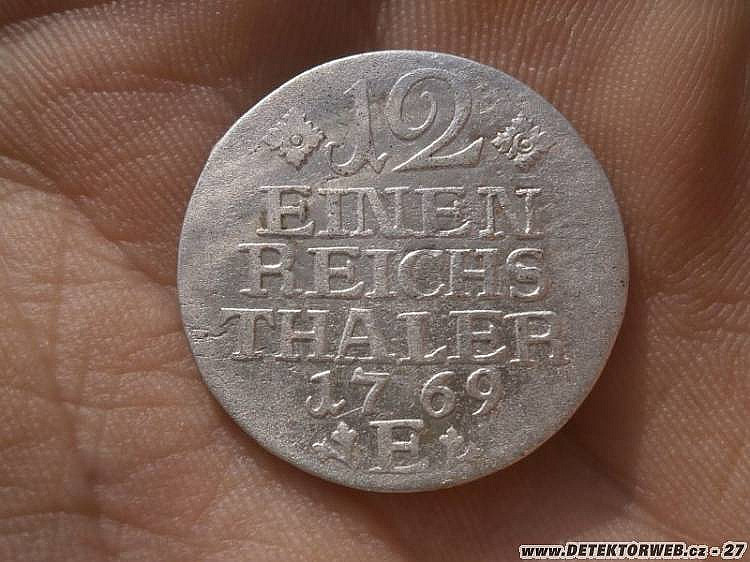 12
EINEN
REICHS
THALER
1769
E
www.DETEKTORWEB.cz - 27